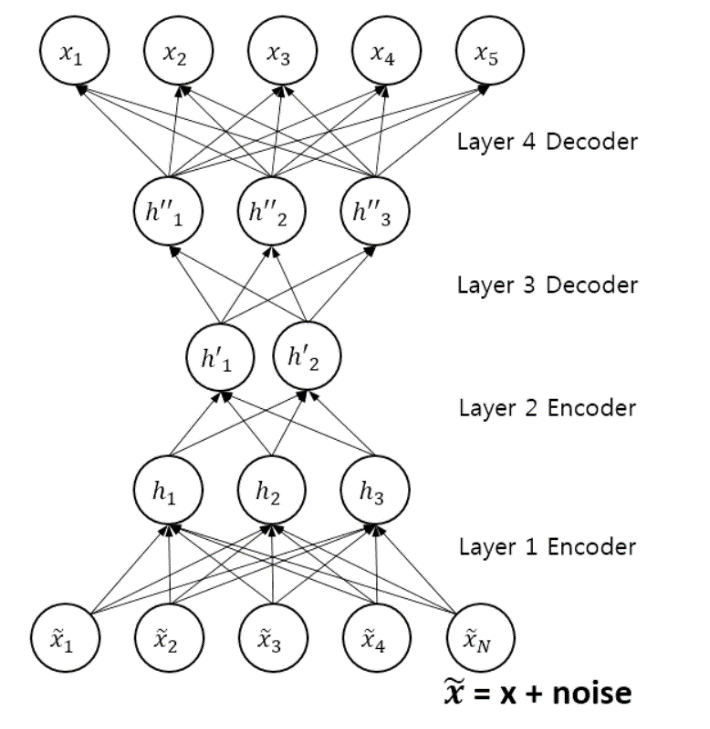 x₁ x₂ x₃ x₄ x₅
Layer 4 Decoder
h″₁ h″₂ h″₃
Layer 3 Decoder
h′₁ h′₂
Layer 2 Encoder
h₁ h₂ h₃
Layer 1 Encoder
x̃₁ x̃₂ x̃₃ x̃₄ x̃_N
x̃ = x + noise